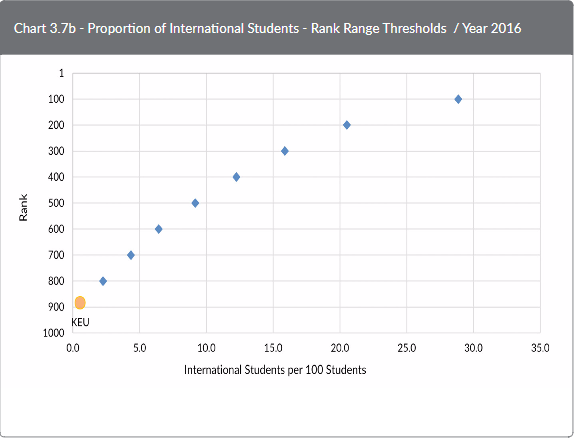 Chart 3.7b - Proportion of International Students - Rank Range Thresholds / Year 2016
1
100
200
300
400
500
600
700
800
900
1000
Rank
KEU
0.0 5.0 10.0 15.0 20.0 25.0 30.0 35.0
International Students per 100 Students